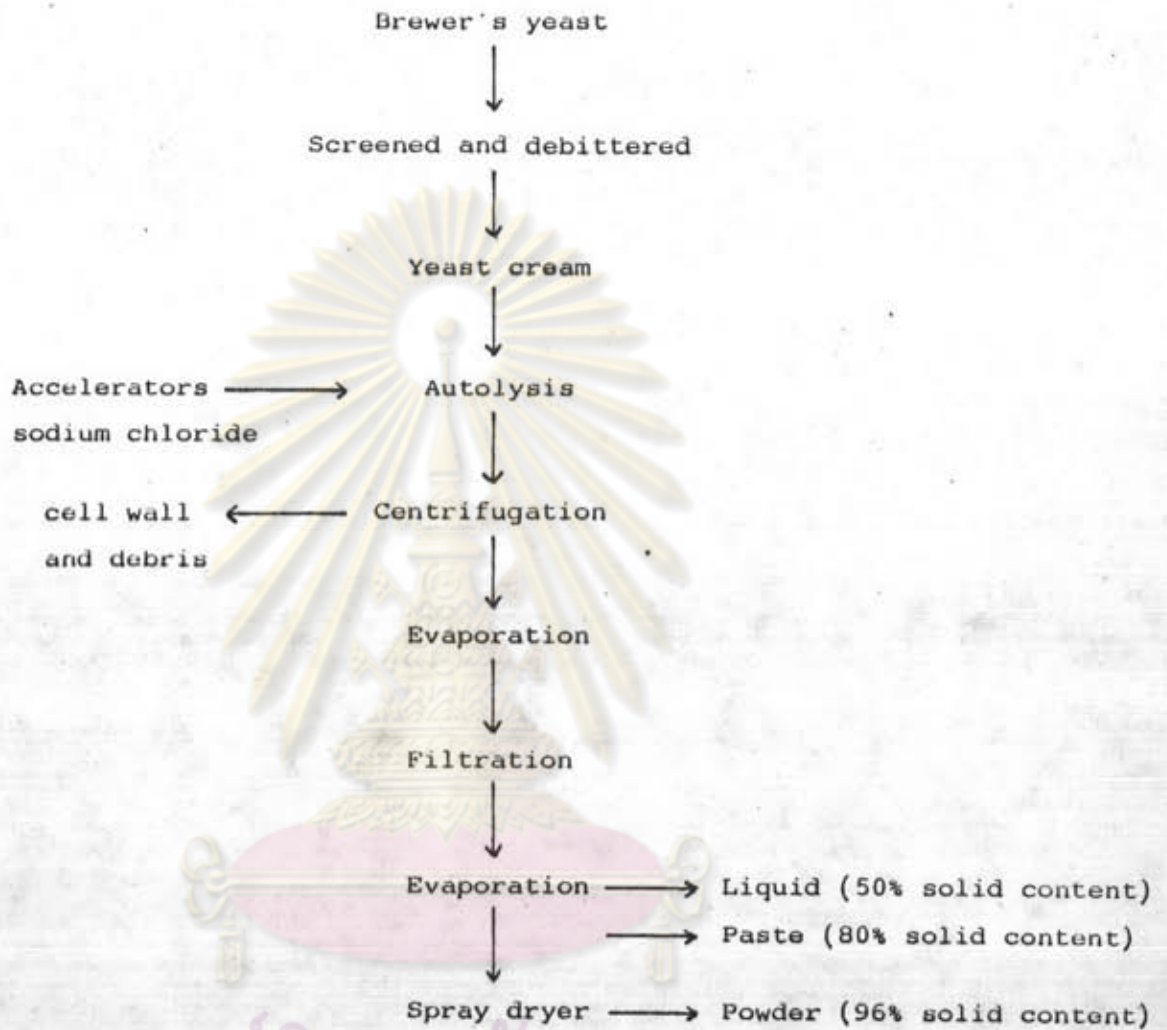 Brewer's yeast
Screened and debittered
Yeast cream
Accelerators → Autolysis
sodium chloride
cell wall ← Centrifugation
and debris
Evaporation
Filtration
Evaporation → Liquid (50% solid content)
→ Paste (80% solid content)
Spray dryer → Powder (96% solid content)